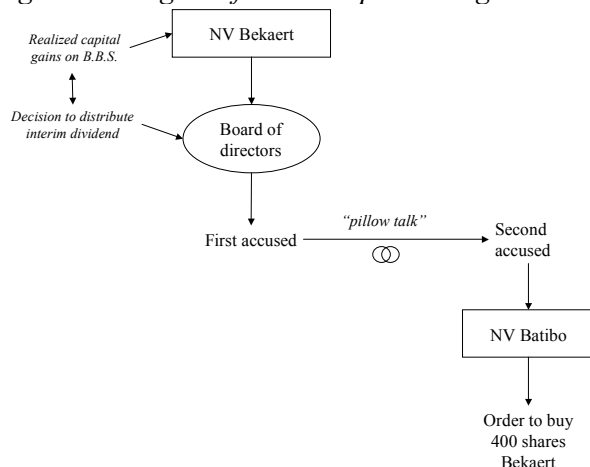 Realized capital
gains on B.B.S.
NV Bekaert
Decision to distribute
interim dividend
Board of
directors
First accused
"pillow talk"
Second
accused
NV Batibo
Order to buy
400 shares
Bekaert